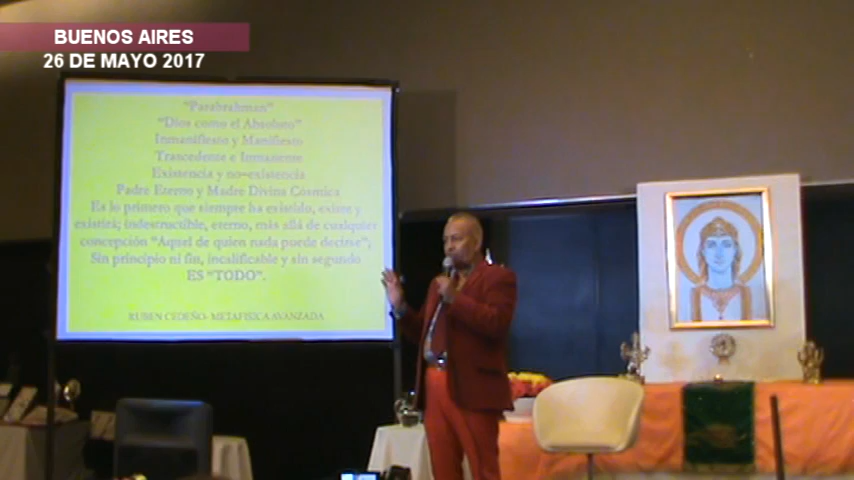 BUENOS AIRES
26 DE MAYO 2017
"Parabrahman"
"Dios como el Absoluto"
Inmanifiesto y Manifiesto
Trascedente e Inmanente
Existencia y no-existencia
Padre Eterno y Madre Divina Cósmica
Es lo primero que siempre ha existido, existe y
existirá; indestructible, eterno, más allá de cualquier
concepción "Aquel de quien nada puede decirse";
Sin principio ni fin, incalificable y sin segundo
ES "TODO".
RUBEN CEDEÑO- METAFISICA AVANZADA